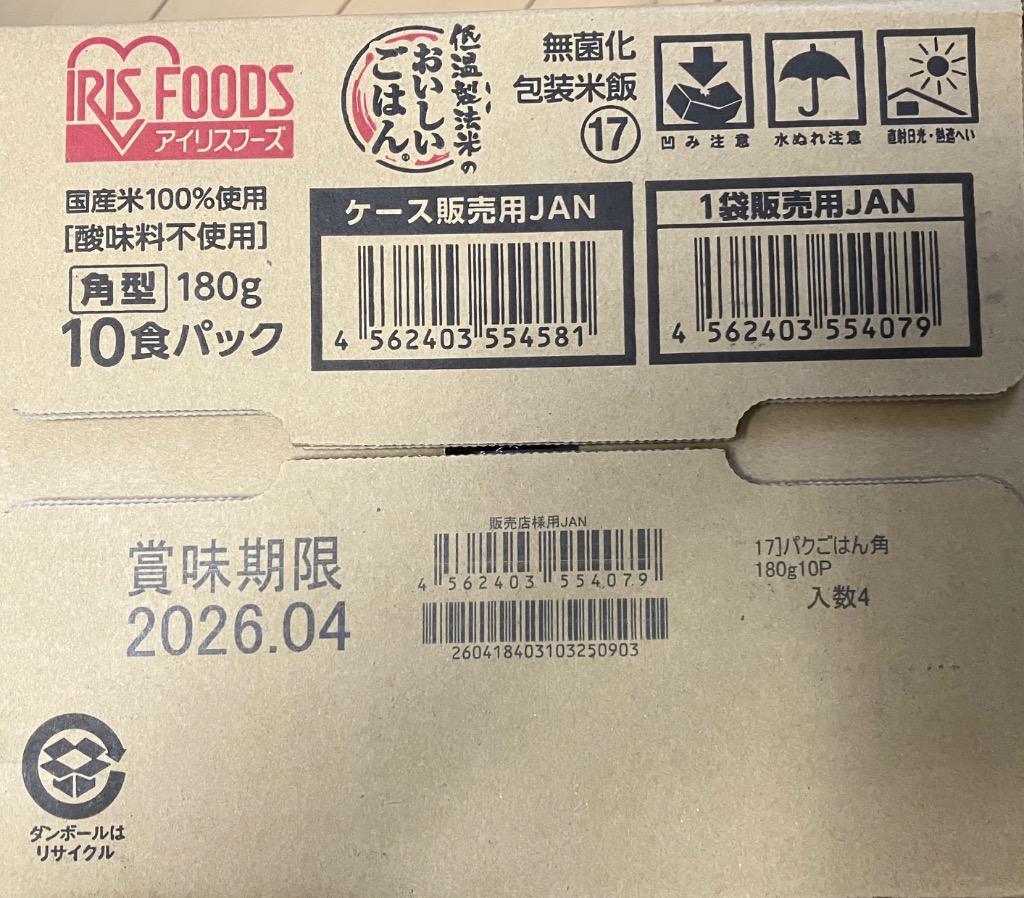 IRIS FOODS
アイリスフーズ
低温製法米の
おいしい
ごはん®
無菌化
包装米飯
⑰
凹み注意
水ぬれ注意
直射日光・熱遮へい
国産米100%使用
[酸味料不使用]
角型 180g
10食パック
ケース販売用JAN
4 562403 554581
1袋販売用JAN
4 562403 554079
賞味期限
2026.04
販売店様用JAN
4 562403 554079
260418403103250903
17]パクごはん角
180g10P
入数4
ダンボールは
リサイクル